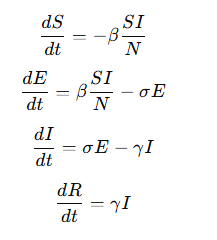 dS/dt = −β SI/N
dE/dt = β SI/N − σE
dI/dt = σE − γI
dR/dt = γI